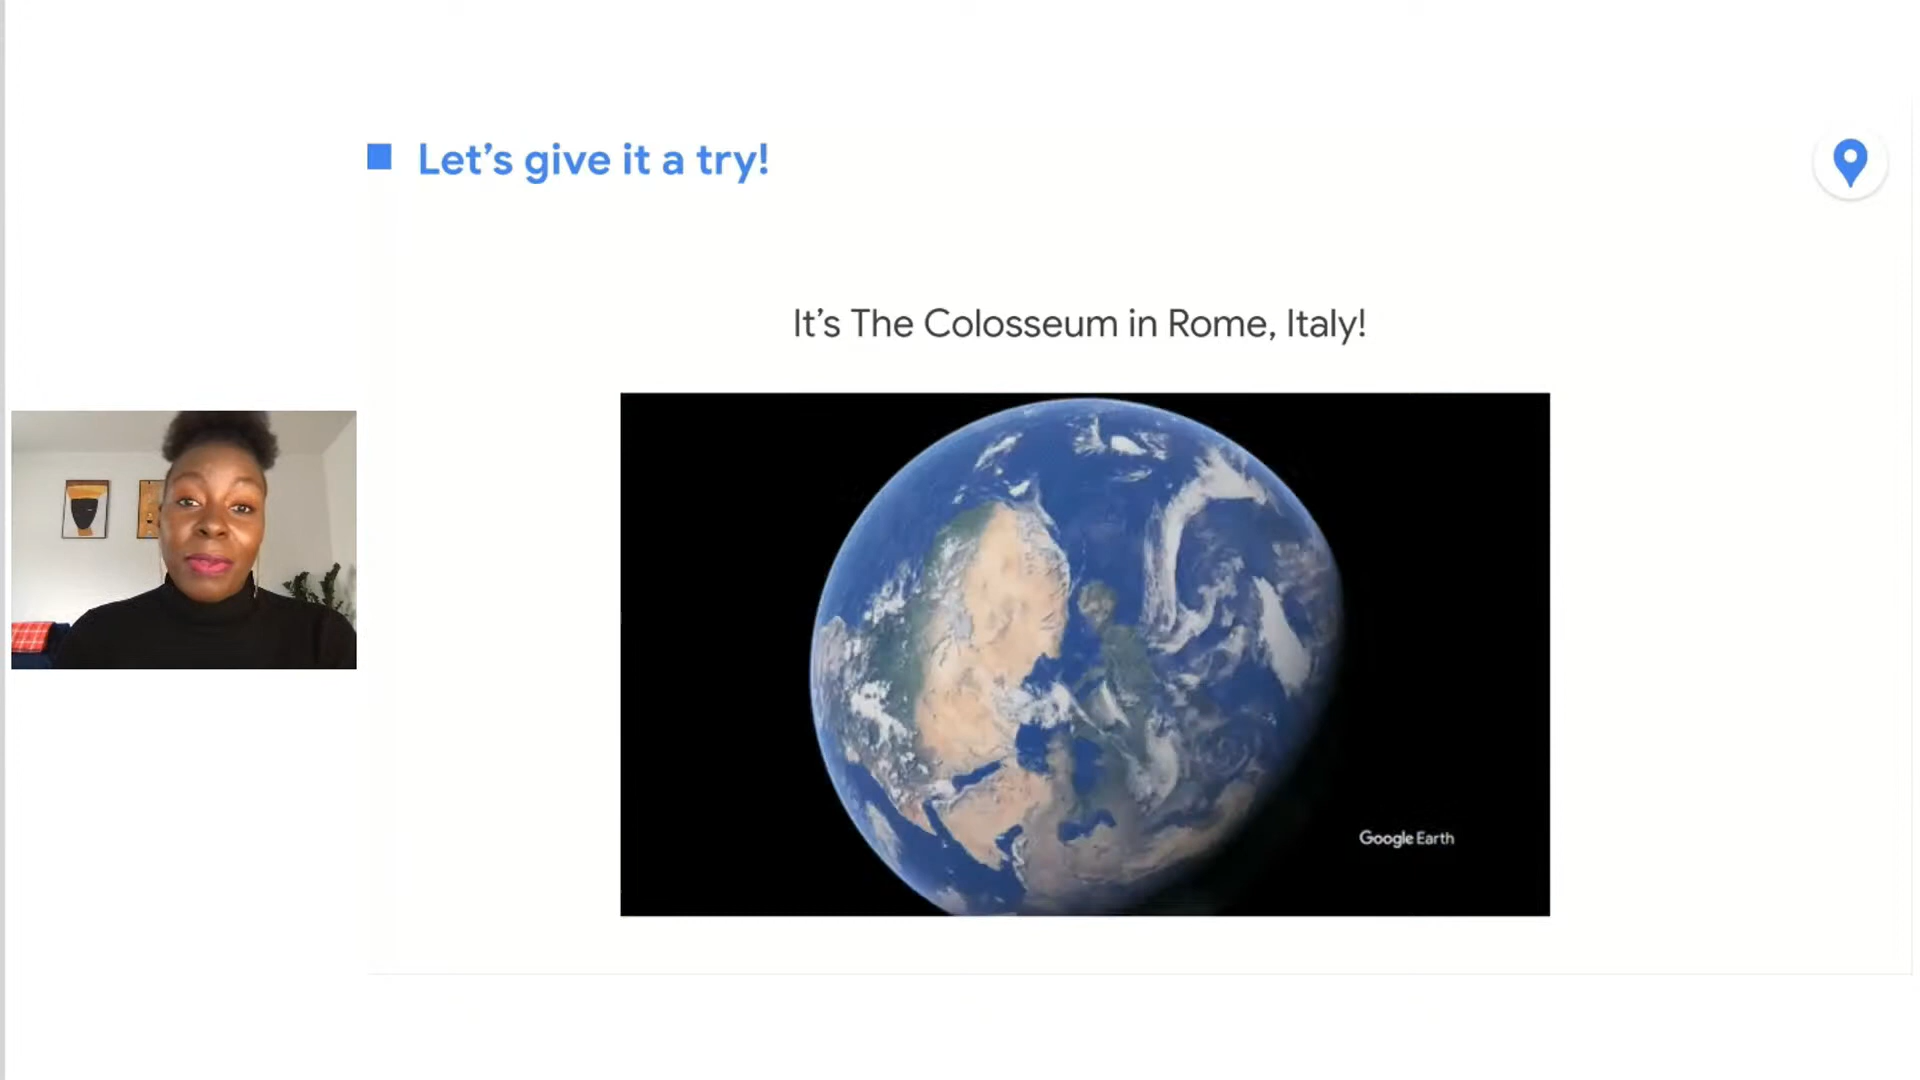 Let’s give it a try!
It’s The Colosseum in Rome, Italy!
Google Earth